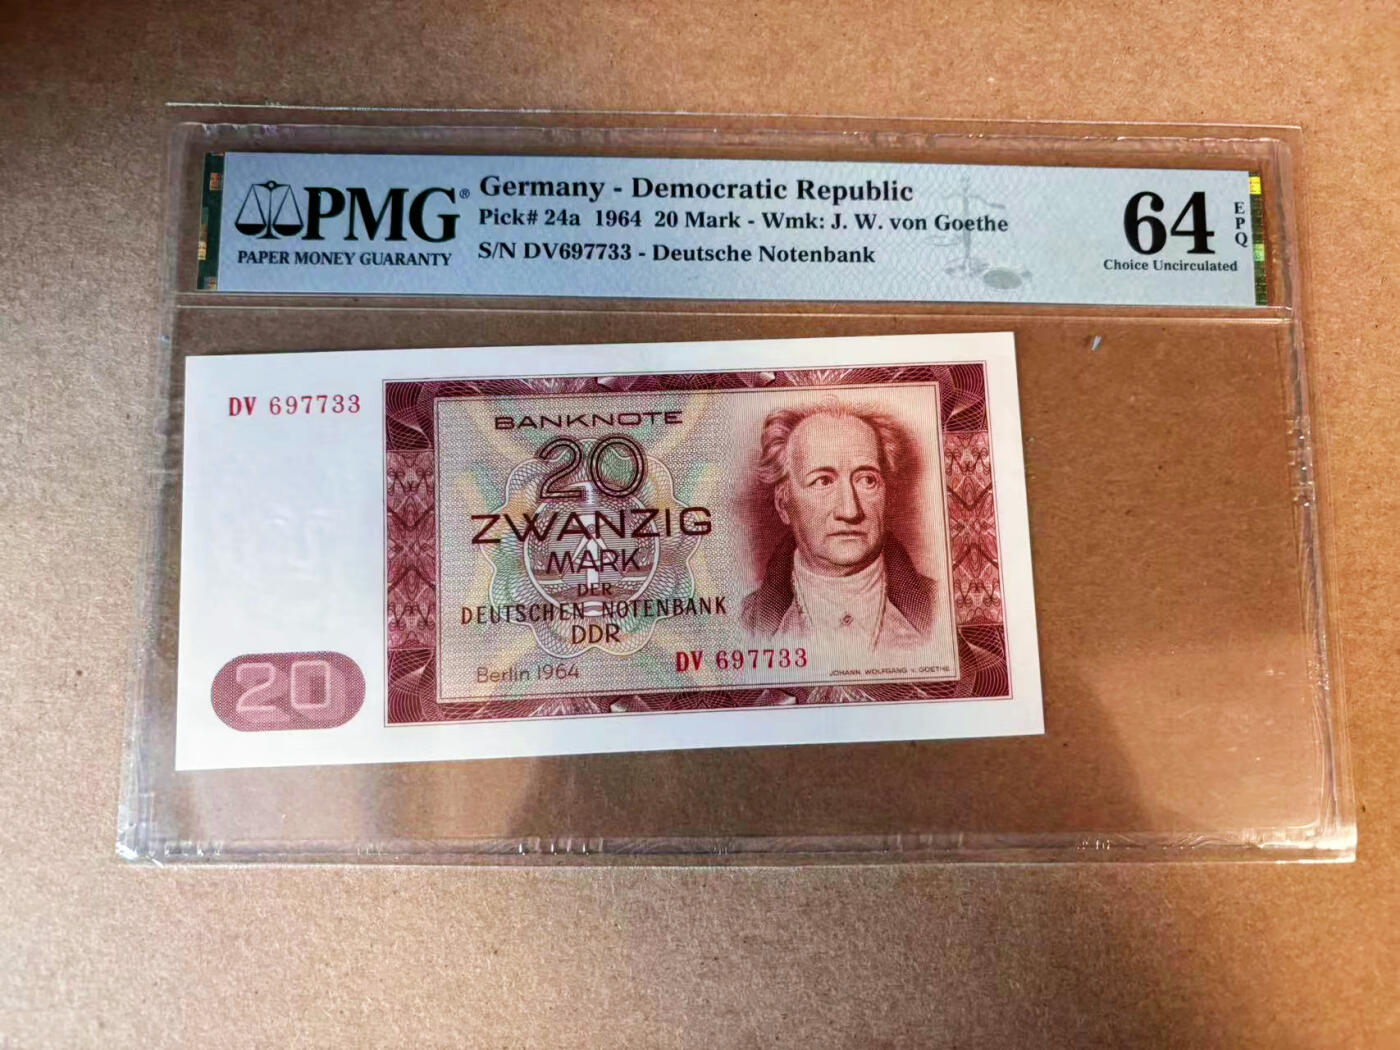 PMG®
PAPER MONEY GUARANTY
Germany - Democratic Republic
Pick# 24a 1964 20 Mark - Wmk: J. W. von Goethe
S/N DV697733 - Deutsche Notenbank
64
EPQ
Choice Uncirculated
DV 697733
BANKNOTE
20
ZWANZIG
MARK
DER
DEUTSCHEN NOTENBANK
DDR
Berlin 1964
DV 697733
JOHANN WOLFGANG v. GOETHE
20